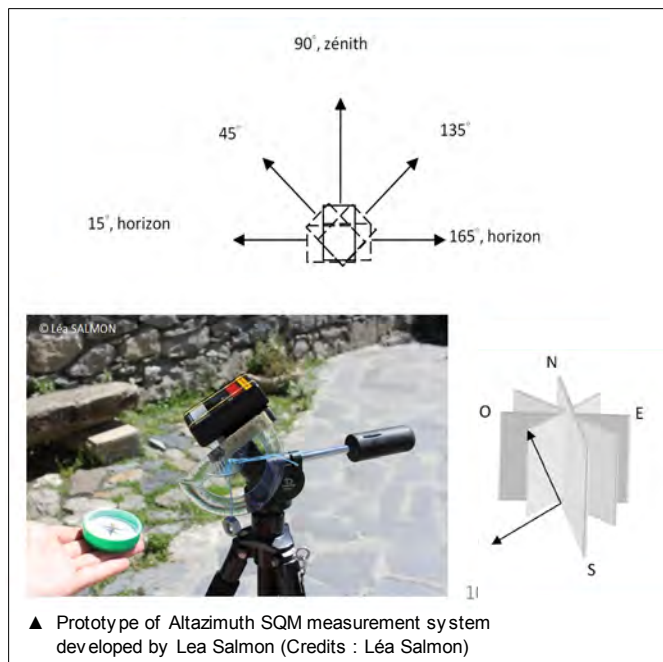 90°, zénith
45°
135°
15°, horizon
165°, horizon
© Léa SALMON
N
O
E
S
▲ Prototype of Altazimuth SQM measurement system
developed by Lea Salmon (Credits : Léa Salmon)